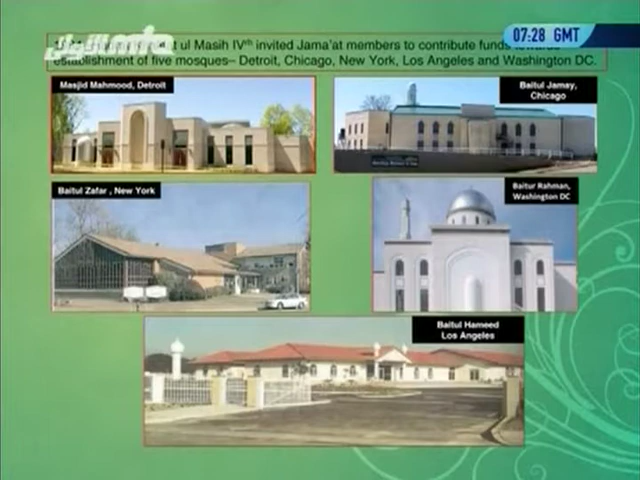 07:28 GMT
ul Masih IVth invited Jama'at members to contribute funds towards
establishment of five mosques– Detroit, Chicago, New York, Los Angeles and Washington DC.
Masjid Mahmood, Detroit
Baitul Jamay,
Chicago
Baitul Zafar , New York
Baitur Rahman,
Washington DC
Baitul Hameed
Los Angeles